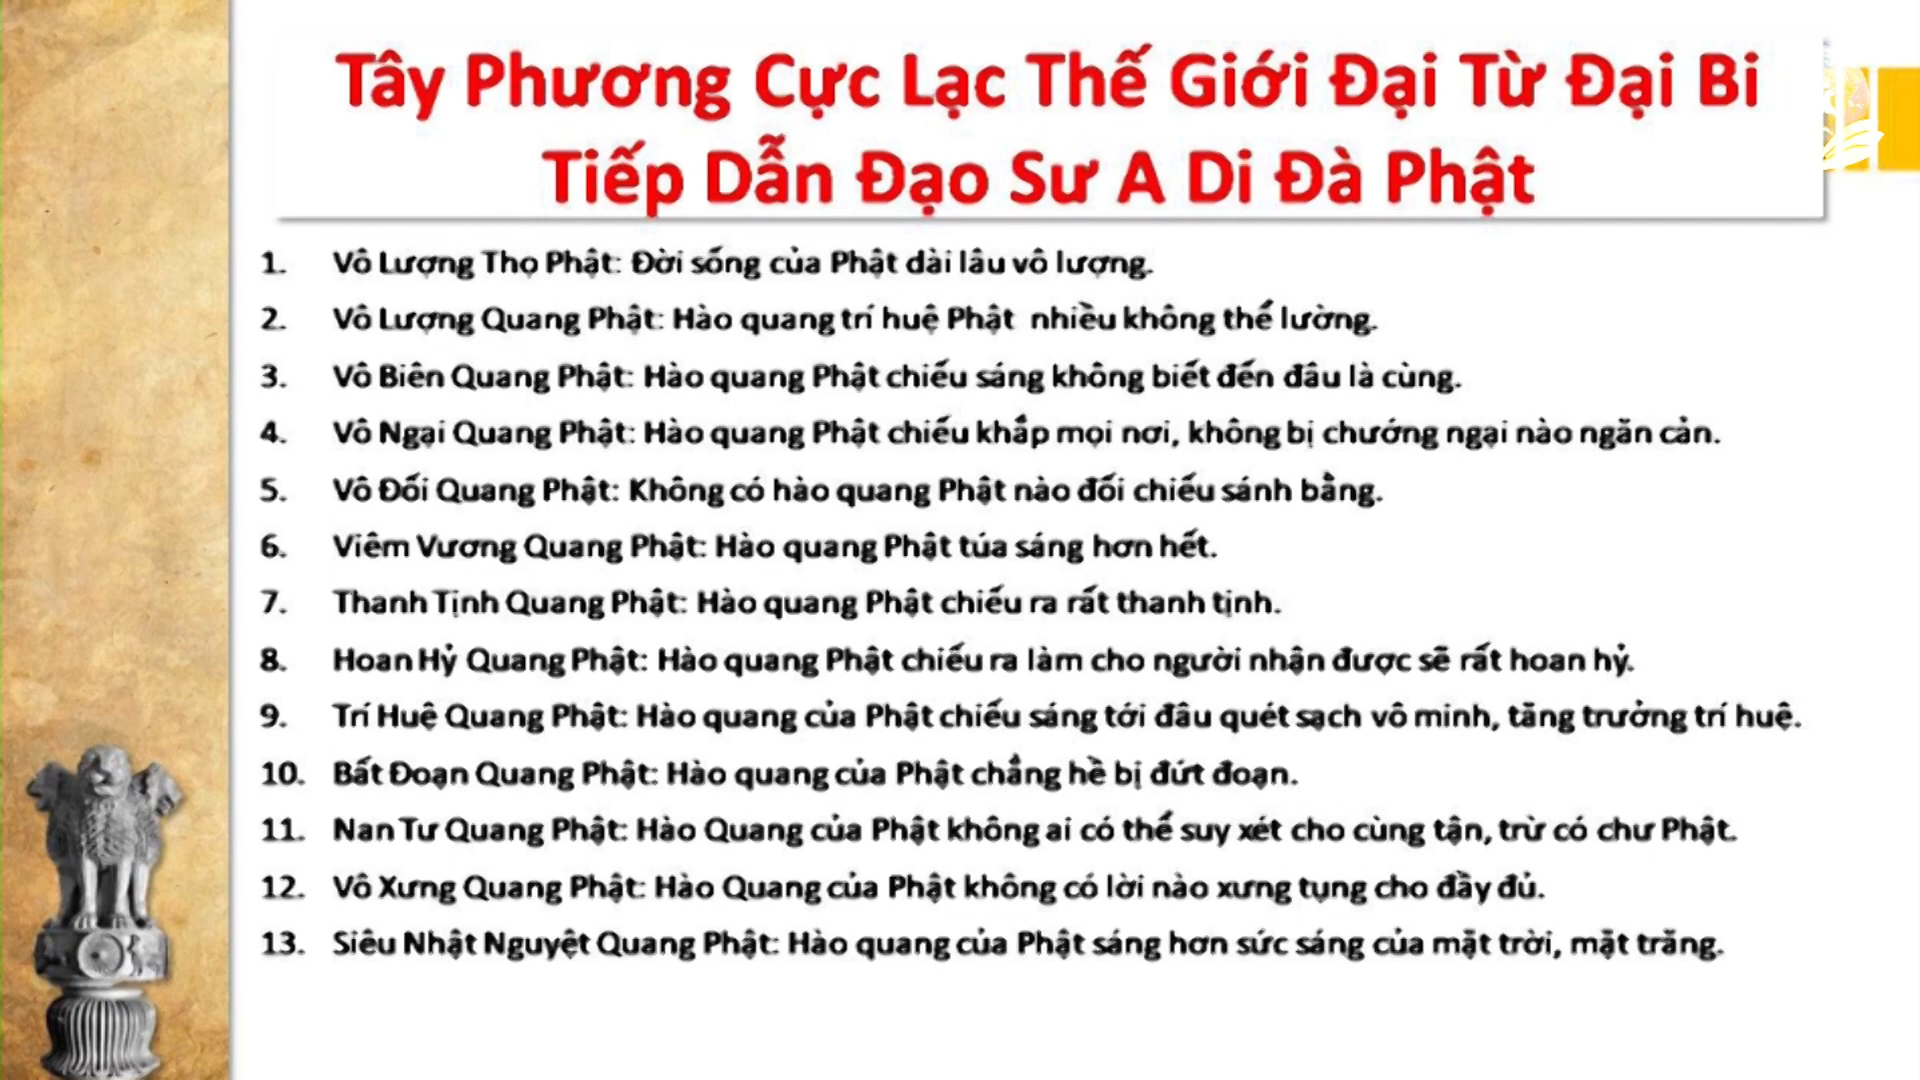 Tây Phương Cực Lạc Thế Giới Đại Từ Đại Bi
Tiếp Dẫn Đạo Sư A Di Đà Phật
1. Vô Lượng Thọ Phật: Đời sống của Phật dài lâu vô lượng.
2. Vô Lượng Quang Phật: Hào quang trí huệ Phật nhiều không thể lường.
3. Vô Biên Quang Phật: Hào quang Phật chiếu sáng không biết đến đâu là cùng.
4. Vô Ngại Quang Phật: Hào quang Phật chiếu khắp mọi nơi, không bị chướng ngại nào ngăn cản.
5. Vô Đối Quang Phật: Không có hào quang Phật nào đối chiếu sánh bằng.
6. Viêm Vương Quang Phật: Hào quang Phật tủa sáng hơn hết.
7. Thanh Tịnh Quang Phật: Hào quang Phật chiếu ra rất thanh tịnh.
8. Hoan Hỷ Quang Phật: Hào quang Phật chiếu ra làm cho người nhận được sẽ rất hoan hỷ.
9. Trí Huệ Quang Phật: Hào quang của Phật chiếu sáng tới đâu quét sạch vô minh, tăng trưởng trí huệ.
10. Bất Đoạn Quang Phật: Hào quang của Phật chẳng hề bị đứt đoạn.
11. Nan Tư Quang Phật: Hào Quang của Phật không ai có thể suy xét cho cùng tận, trừ có chư Phật.
12. Vô Xưng Quang Phật: Hào Quang của Phật không có lời nào xưng tụng cho đầy đủ.
13. Siêu Nhật Nguyệt Quang Phật: Hào quang của Phật sáng hơn sức sáng của mặt trời, mặt trăng.